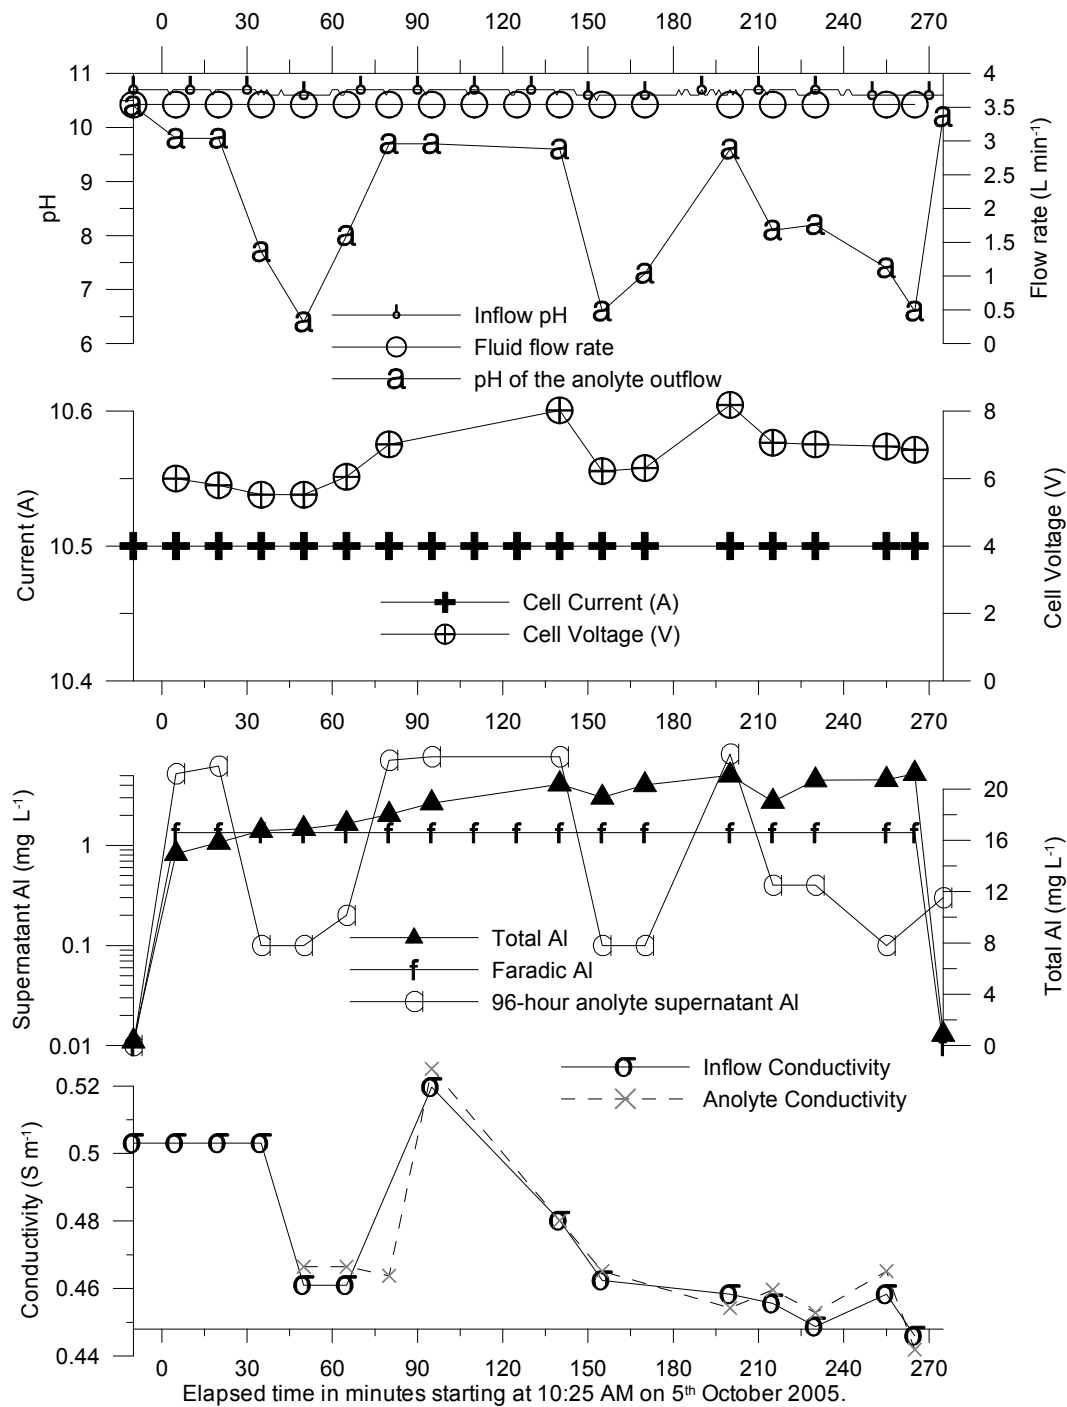 0 30 60 90 120 150 180 210 240 270
11
10
9
8
7
6
pH
4
3.5
3
2.5
2
1.5
1
0.5
0
Flow rate (L min-1)
Inflow pH
Fluid flow rate
a pH of the anolyte outflow
10.6
10.5
10.4
Current (A)
8
6
4
2
0
Cell Voltage (V)
Cell Current (A)
Cell Voltage (V)
0 30 60 90 120 150 180 210 240 270
1
0.1
0.01
Supernatant Al (mg L-1)
20
16
12
8
4
0
Total Al (mg L-1)
Total Al
f Faradic Al
96-hour anolyte supernatant Al
σ Inflow Conductivity
Anolyte Conductivity
0.52
0.5
0.48
0.46
0.44
Conductivity (S m-1)
0 30 60 90 120 150 180 210 240 270
Elapsed time in minutes starting at 10:25 AM on 5th October 2005.